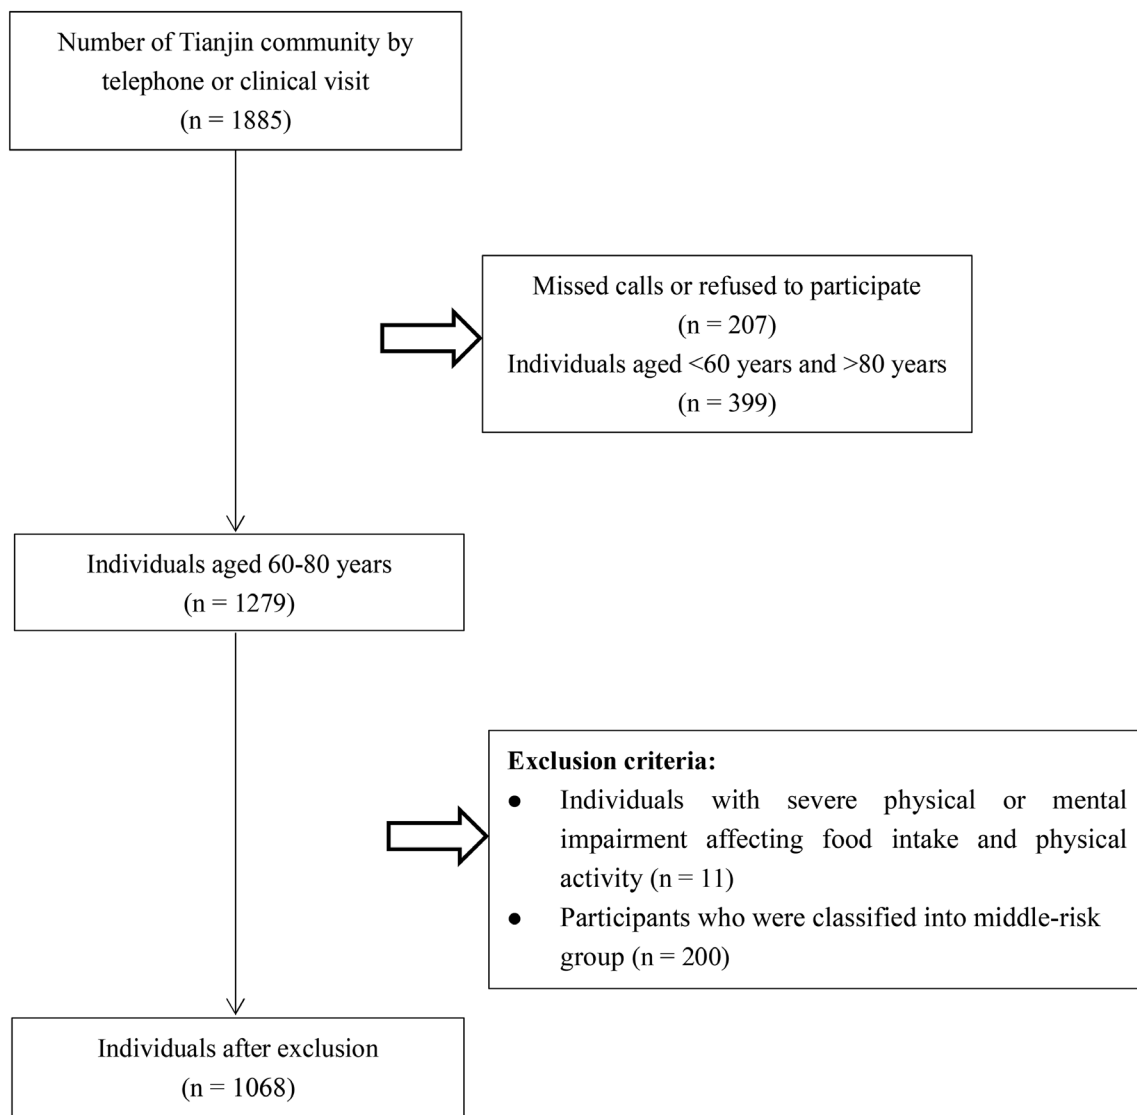 Number of Tianjin community by
telephone or clinical visit
(n = 1885)
Missed calls or refused to participate
(n = 207)
Individuals aged <60 years and >80 years
(n = 399)
Individuals aged 60-80 years
(n = 1279)
Exclusion criteria:
● Individuals with severe physical or mental
impairment affecting food intake and physical
activity (n = 11)
● Participants who were classified into middle-risk
group (n = 200)
Individuals after exclusion
(n = 1068)